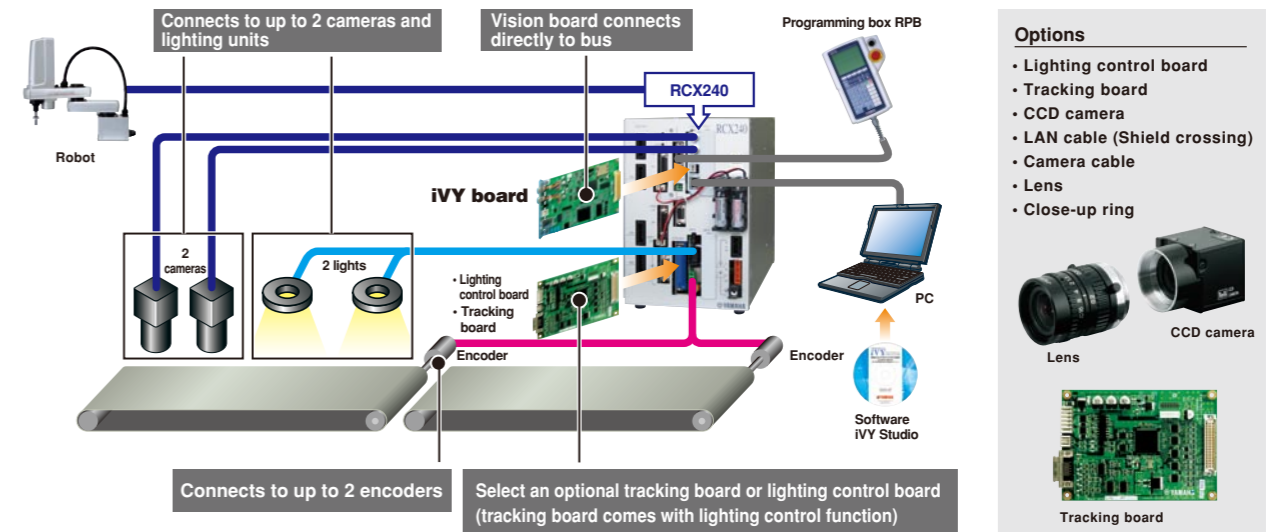 Connects to up to 2 cameras and
lighting units
Vision board connects
directly to bus
Programming box RPB
RCX240
RCX240
Robot
iVY board
2
cameras
2 lights
• Lighting
control board
• Tracking
board
YAMAHA
PC
Encoder
Encoder
Software
iVY Studio
Connects to up to 2 encoders
Select an optional tracking board or lighting control board
(tracking board comes with lighting control function)
Options
• Lighting control board
• Tracking board
• CCD camera
• LAN cable (Shield crossing)
• Camera cable
• Lens
• Close-up ring
CCD camera
Lens
Tracking board